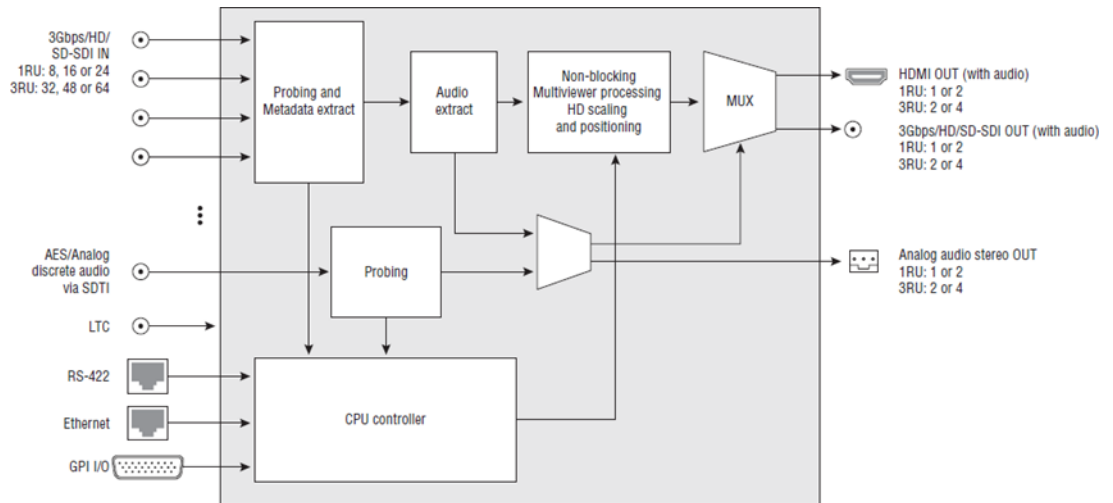 3Gbps/HD/
SD-SDI IN
1RU: 8, 16 or 24
3RU: 32, 48 or 64
Probing and
Metadata extract
Audio
extract
Non-blocking
Multiviewer processing
HD scaling
and positioning
MUX
HDMI OUT (with audio)
1RU: 1 or 2
3RU: 2 or 4
3Gbps/HD/SD-SDI OUT (with audio)
1RU: 1 or 2
3RU: 2 or 4
AES/Analog
discrete audio
via SDTI
Probing
Analog audio stereo OUT
1RU: 1 or 2
3RU: 2 or 4
LTC
RS-422
Ethernet
GPI I/O
CPU controller